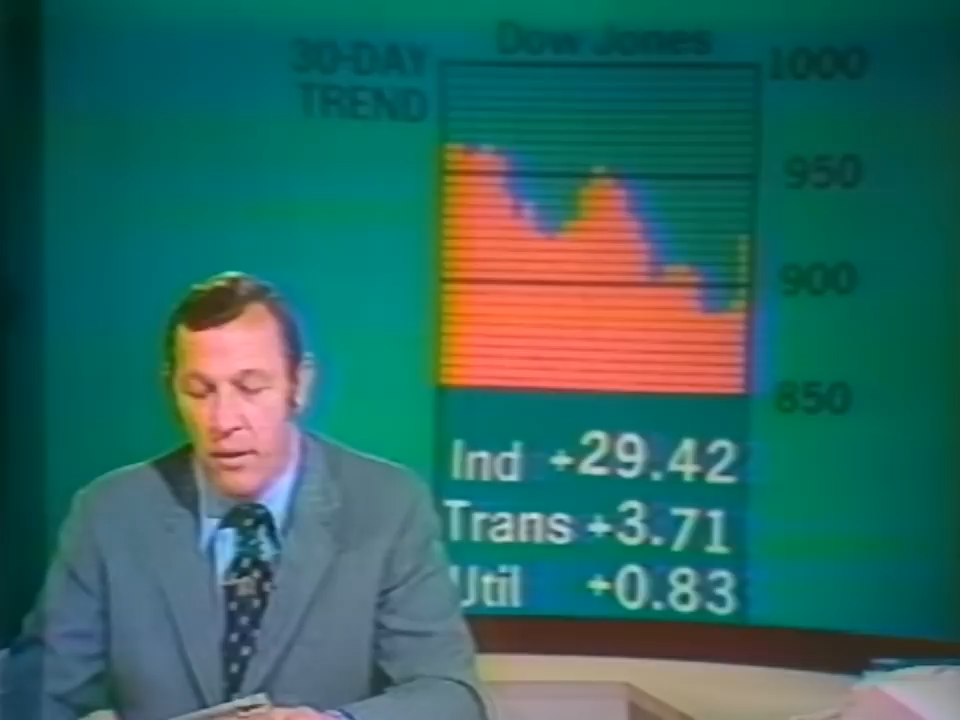 Dow Jones
30-DAY
TREND
1000
950
900
850
Ind +29.42
Trans +3.71
Util +0.83